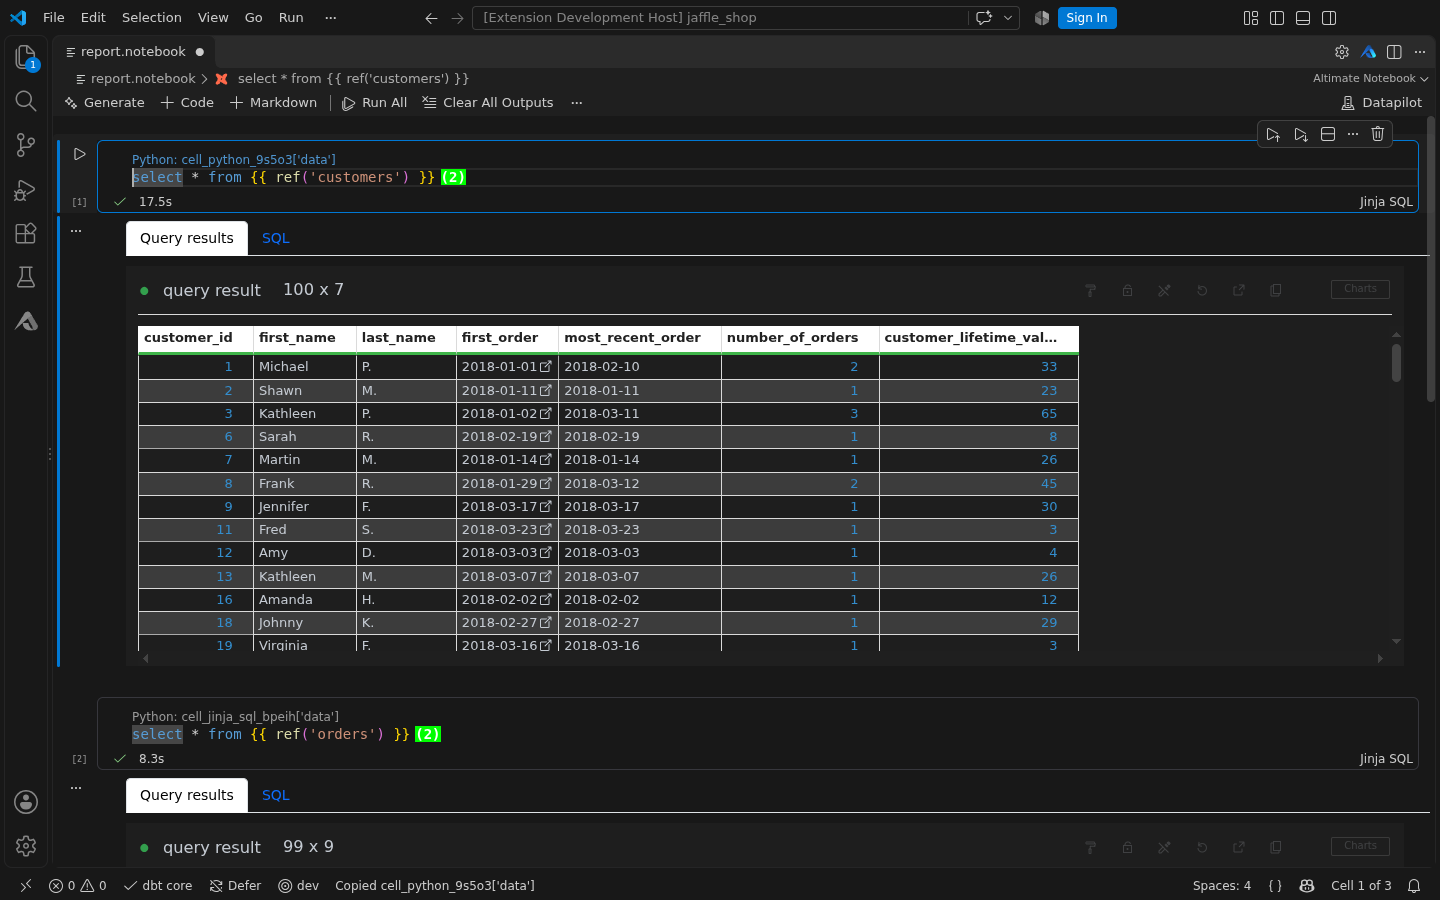 File Edit Selection View Go Run ··· [Extension Development Host] jaffle_shop Sign In
report.notebook
report.notebook > select * from {{ ref('customers') }} Altimate Notebook
Generate + Code + Markdown Run All Clear All Outputs ··· Datapilot
1
Python: cell_python_9s5o3['data']
select * from {{ ref('customers') }} (2)
[1] 17.5s Jinja SQL
Query results SQL
query result 100 x 7 Charts
customer_id first_name last_name first_order most_recent_order number_of_orders customer_lifetime_val...
1 Michael P. 2018-01-01 2018-02-10 2 33
2 Shawn M. 2018-01-11 2018-01-11 1 23
3 Kathleen P. 2018-01-02 2018-03-11 3 65
6 Sarah R. 2018-02-19 2018-02-19 1 8
7 Martin M. 2018-01-14 2018-01-14 1 26
8 Frank R. 2018-01-29 2018-03-12 2 45
9 Jennifer F. 2018-03-17 2018-03-17 1 30
11 Fred S. 2018-03-23 2018-03-23 1 3
12 Amy D. 2018-03-03 2018-03-03 1 4
13 Kathleen M. 2018-03-07 2018-03-07 1 26
16 Amanda H. 2018-02-02 2018-02-02 1 12
18 Johnny K. 2018-02-27 2018-02-27 1 29
19 Virginia F. 2018-03-16 2018-03-16 1 3
Python: cell_jinja_sql_bpeih['data']
select * from {{ ref('orders') }} (2)
[2] 8.3s Jinja SQL
Query results SQL
query result 99 x 9 Charts
0 0 dbt core Defer dev Copied cell_python_9s5o3['data'] Spaces: 4 {} Cell 1 of 3